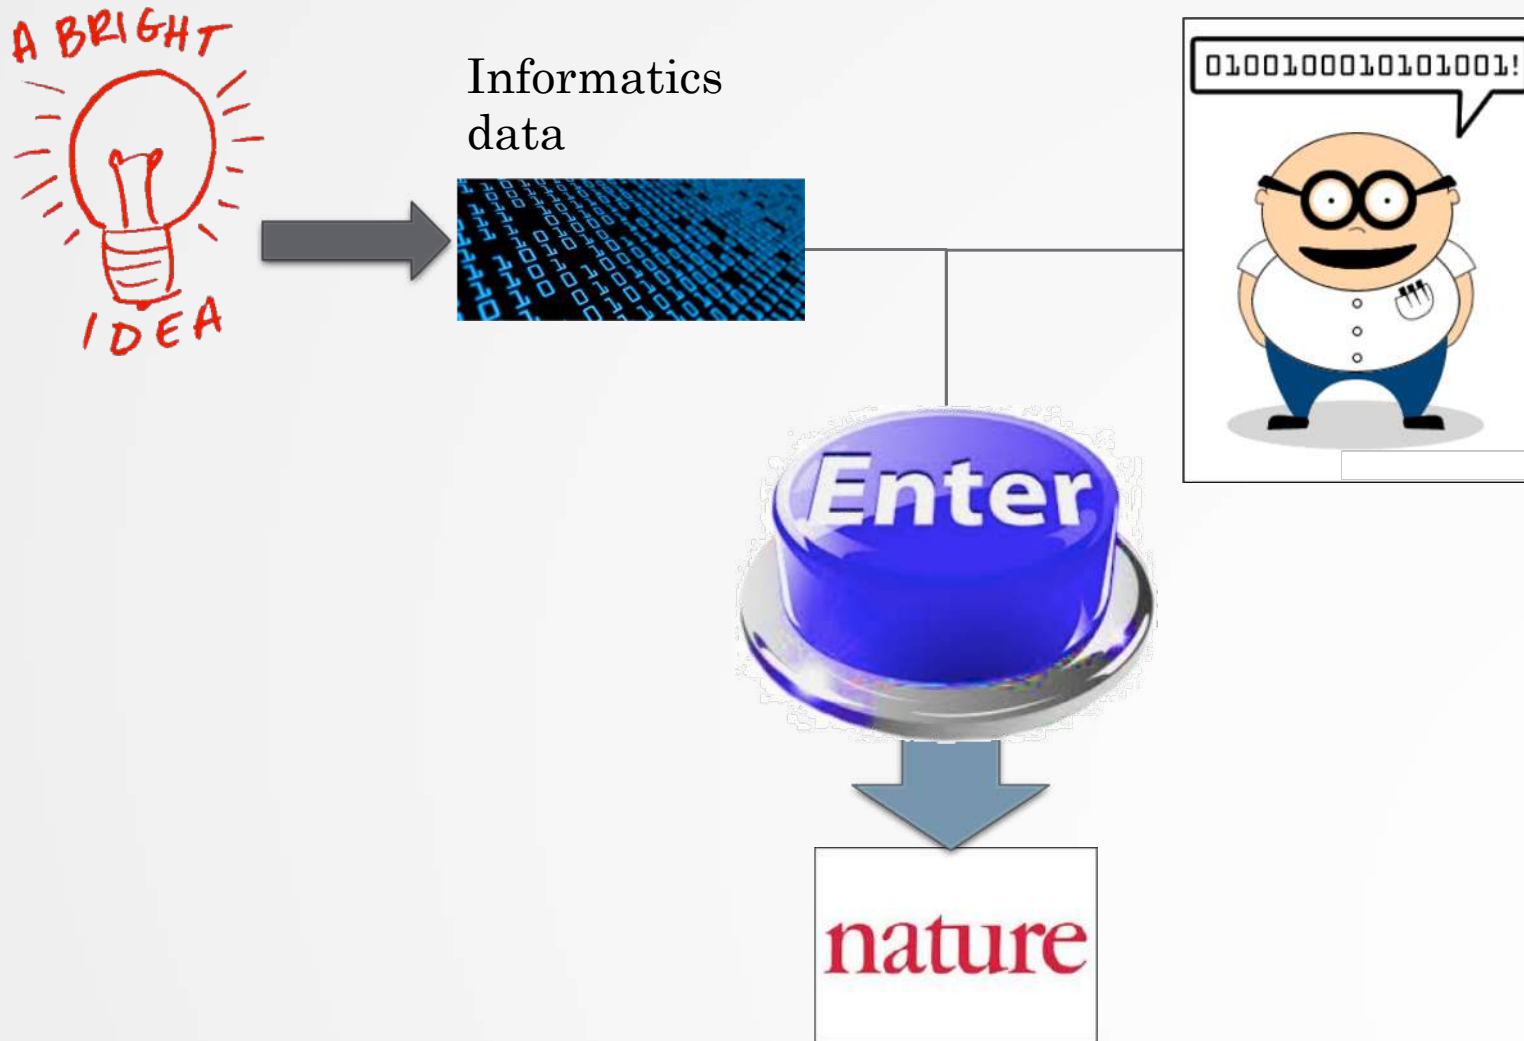 A BRIGHT
IDEA
Informatics
data
0100100010101001!
Enter
nature